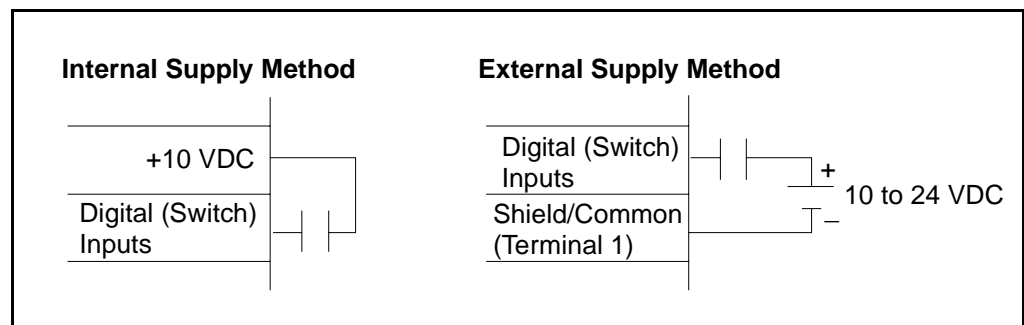 Internal Supply Method
+10 VDC
Digital (Switch)
Inputs
External Supply Method
Digital (Switch)
Inputs
Shield/Common
(Terminal 1)
+
10 to 24 VDC
–